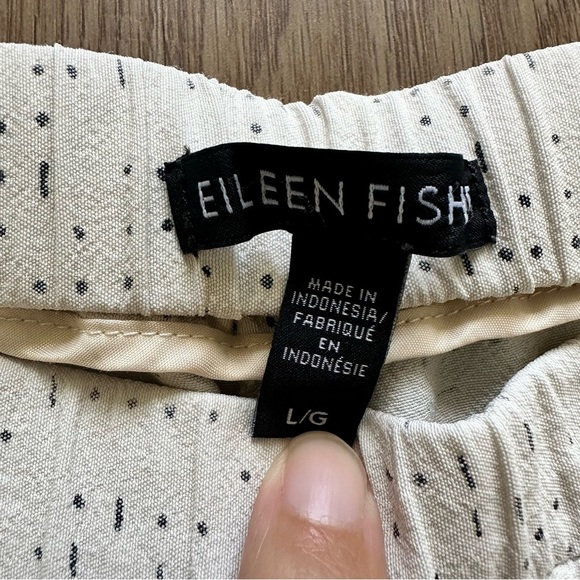 EILEEN FISH
MADE IN
INDONESIA/
FABRIQUÉ
EN
INDONÉSIE
L/G